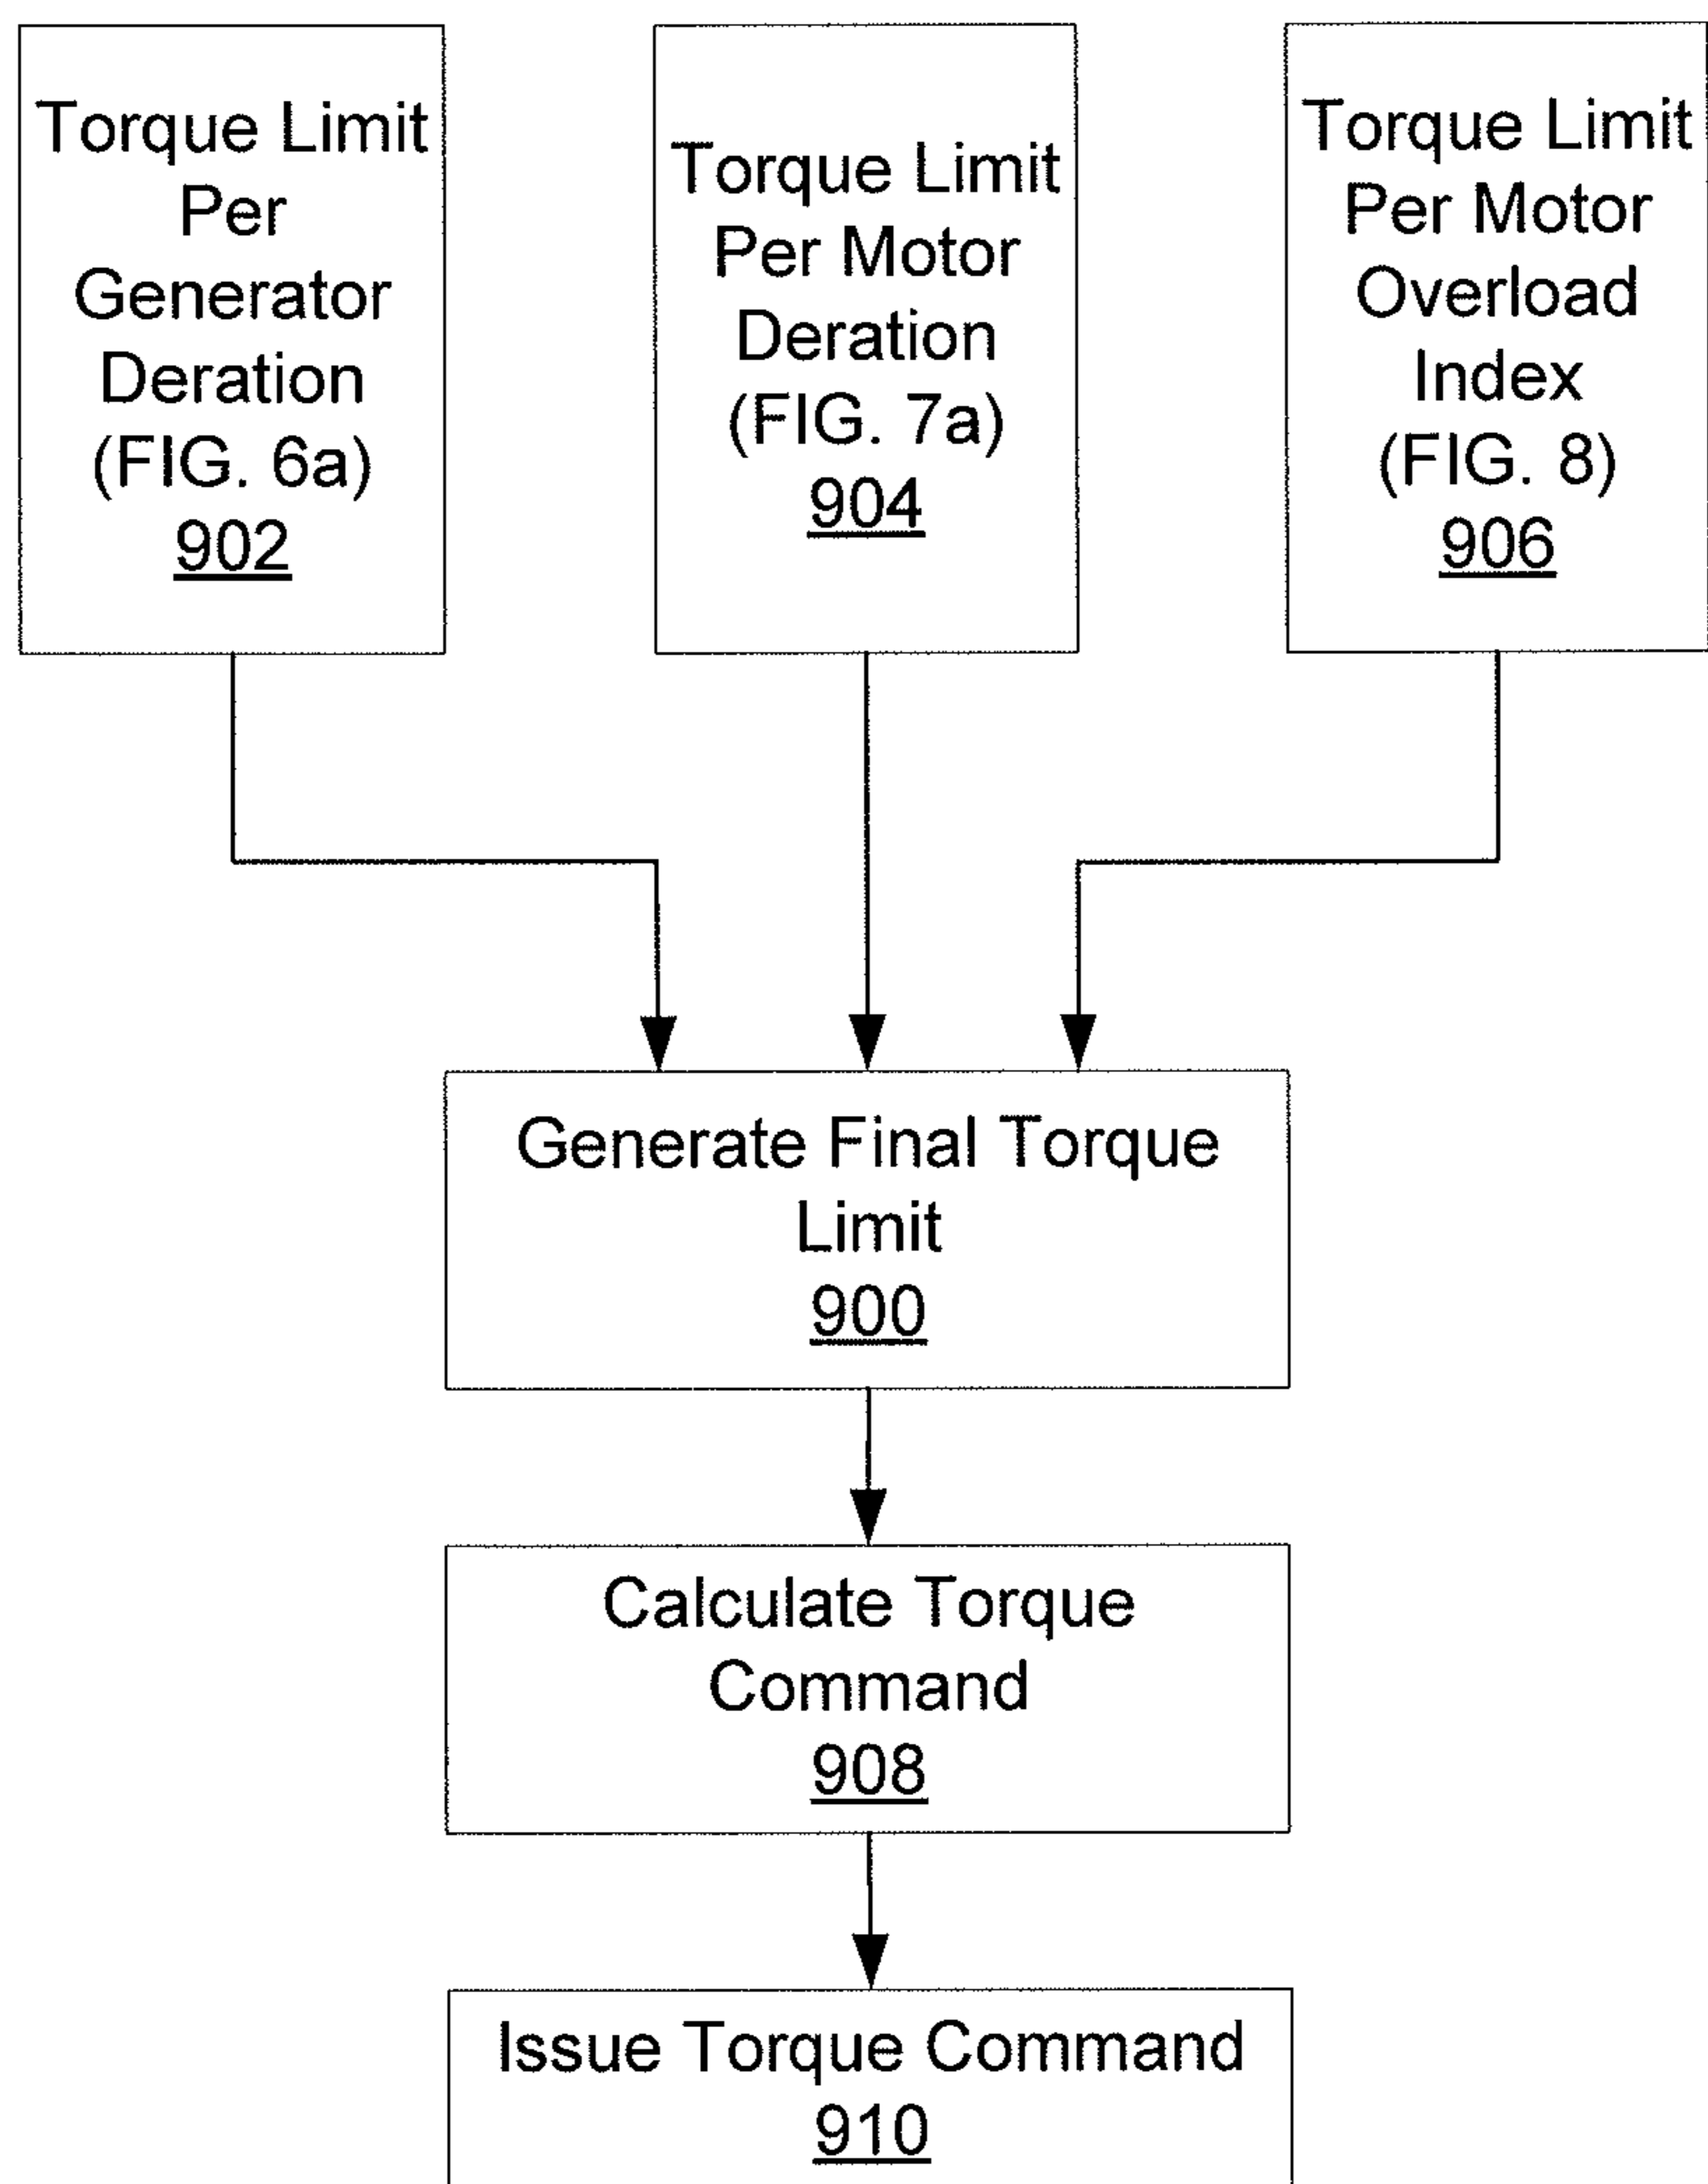 Torque Limit
Per
Generator
Deration
(FIG. 6a)
902
Torque Limit
Per Motor
Deration
(FIG. 7a)
904
Torque Limit
Per Motor
Overload
Index
(FIG. 8)
906
Generate Final Torque
Limit
900
Calculate Torque
Command
908
Issue Torque Command
910